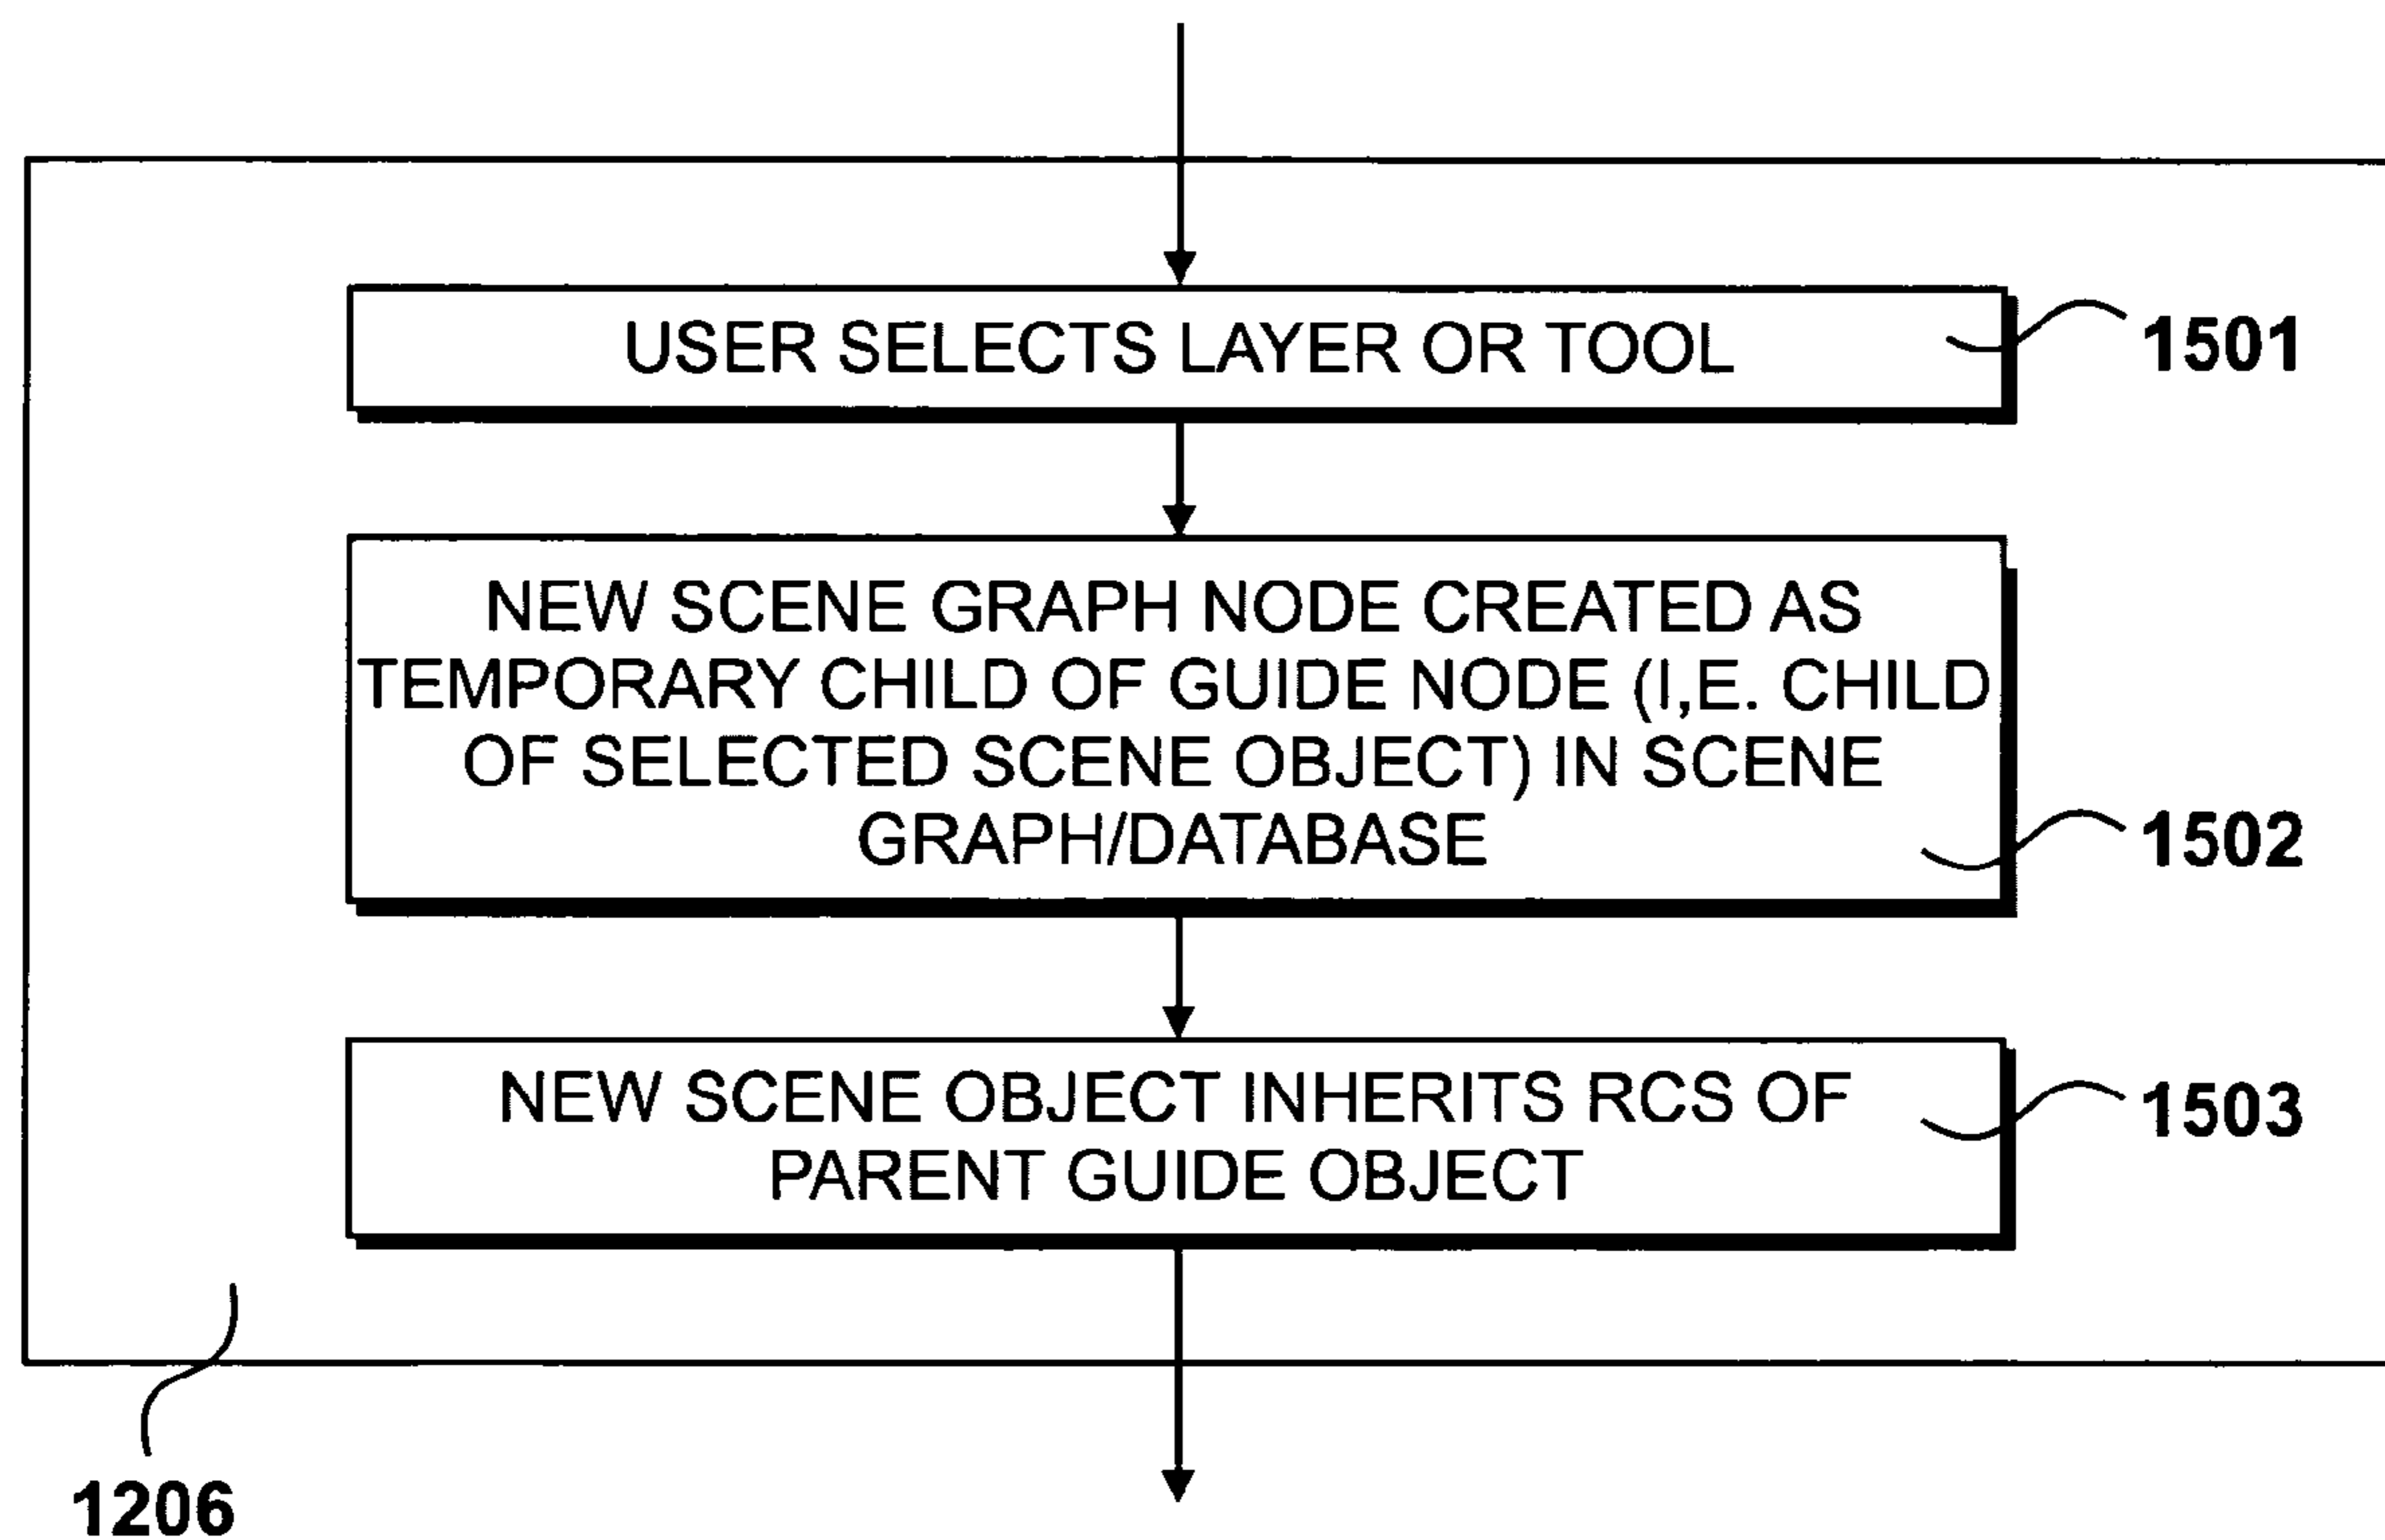 USER SELECTS LAYER OR TOOL
1501
NEW SCENE GRAPH NODE CREATED AS
TEMPORARY CHILD OF GUIDE NODE (I,E. CHILD
OF SELECTED SCENE OBJECT) IN SCENE
GRAPH/DATABASE
1502
NEW SCENE OBJECT INHERITS RCS OF
PARENT GUIDE OBJECT
1503
1206